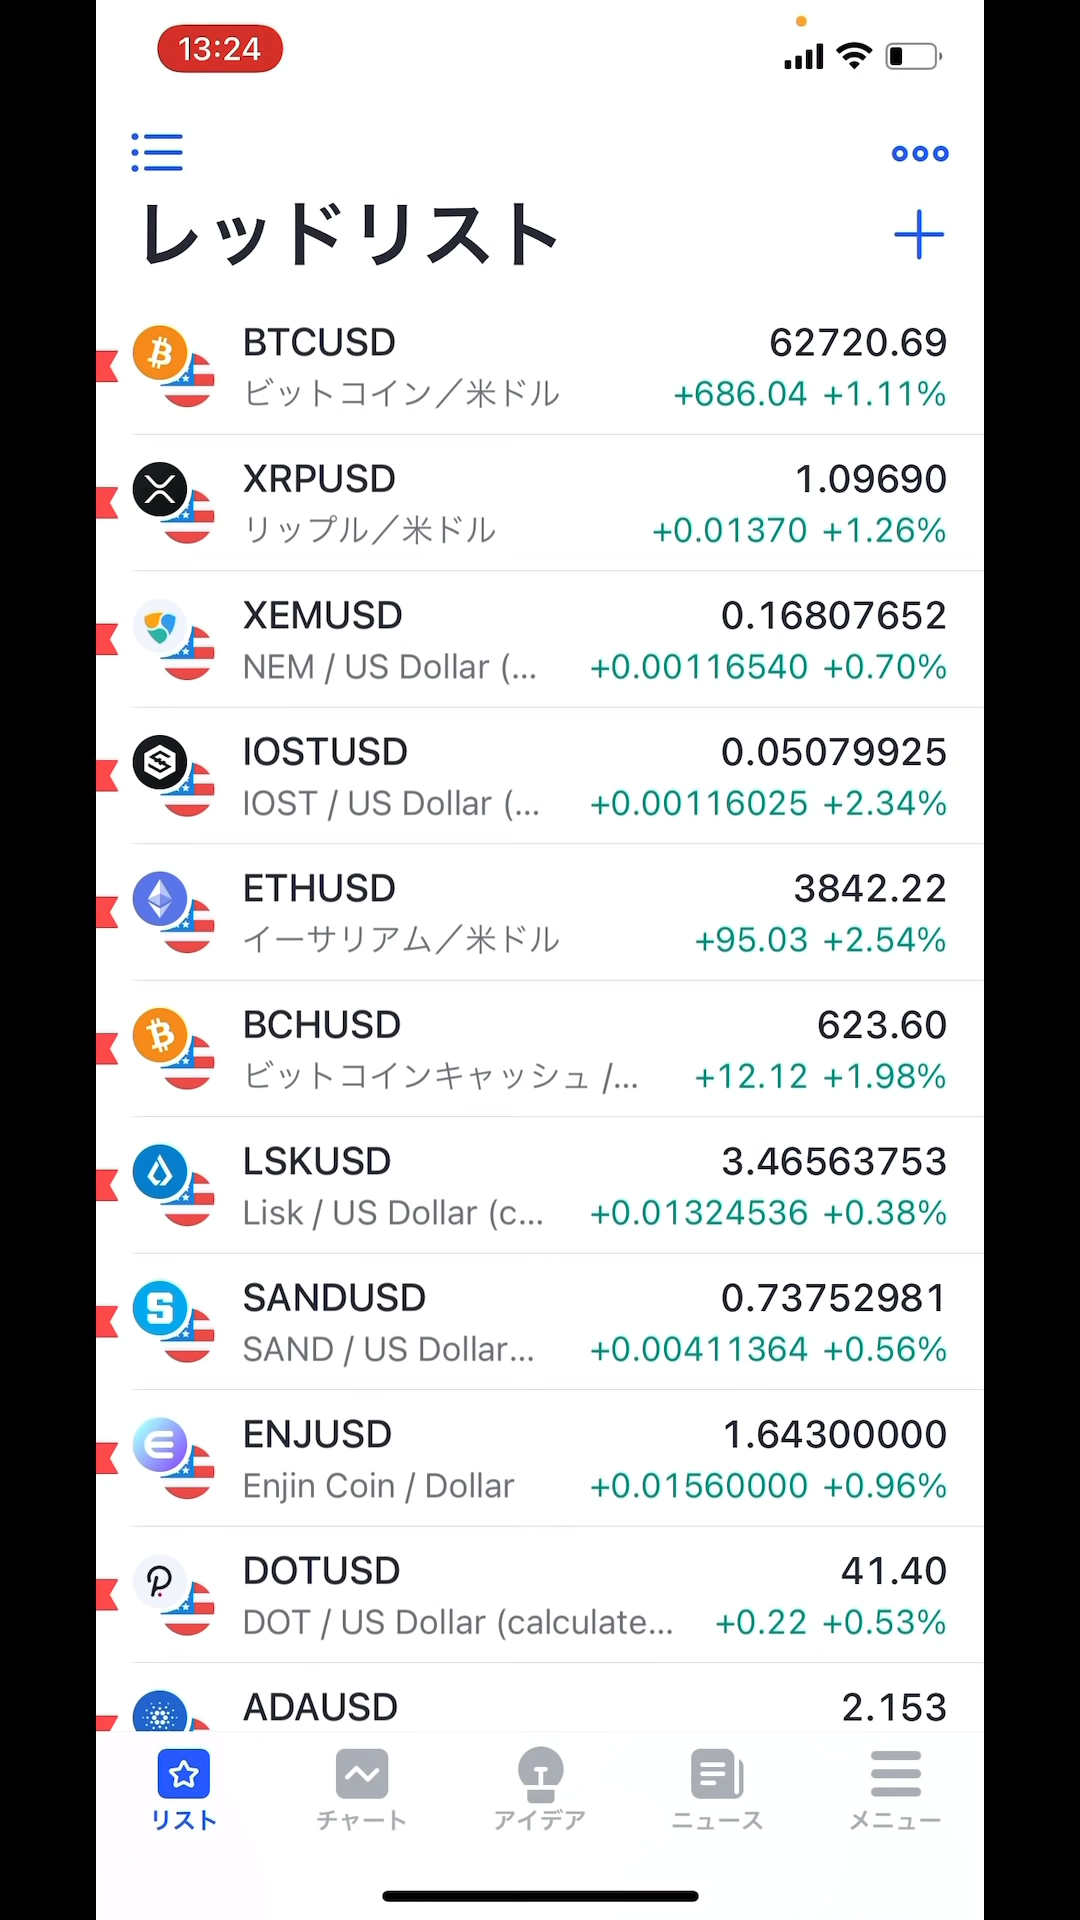 13:24
レッドリスト
BTCUSD 62720.69
ビットコイン／米ドル +686.04 +1.11%
XRPUSD 1.09690
リップル／米ドル +0.01370 +1.26%
XEMUSD 0.16807652
NEM / US Dollar (... +0.00116540 +0.70%
IOSTUSD 0.05079925
IOST / US Dollar (... +0.00116025 +2.34%
ETHUSD 3842.22
イーサリアム／米ドル +95.03 +2.54%
BCHUSD 623.60
ビットコインキャッシュ /... +12.12 +1.98%
LSKUSD 3.46563753
Lisk / US Dollar (c... +0.01324536 +0.38%
SANDUSD 0.73752981
SAND / US Dollar... +0.00411364 +0.56%
ENJUSD 1.64300000
Enjin Coin / Dollar +0.01560000 +0.96%
DOTUSD 41.40
DOT / US Dollar (calculate... +0.22 +0.53%
ADAUSD 2.153
リスト チャート アイデア ニュース メニュー